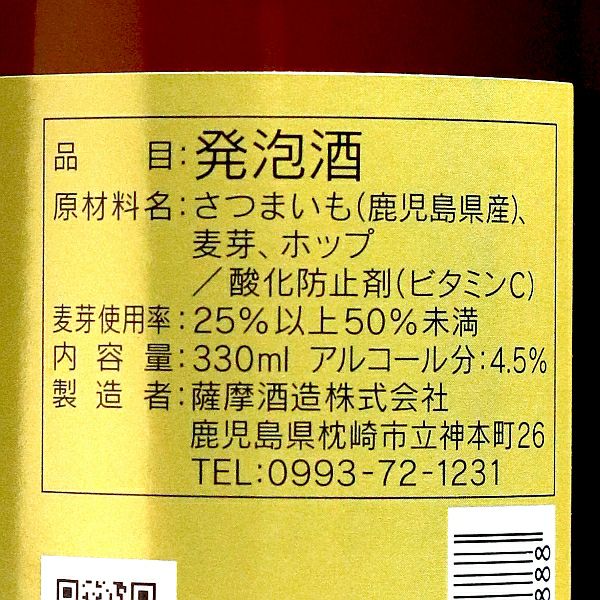 品目:発泡酒
原材料名:さつまいも(鹿児島県産)、
麦芽、ホップ
/酸化防止剤(ビタミンC)
麦芽使用率:25%以上50%未満
内容量:330ml アルコール分:4.5%
製造者:薩摩酒造株式会社
鹿児島県枕崎市立神本町26
TEL:0993-72-1231
888